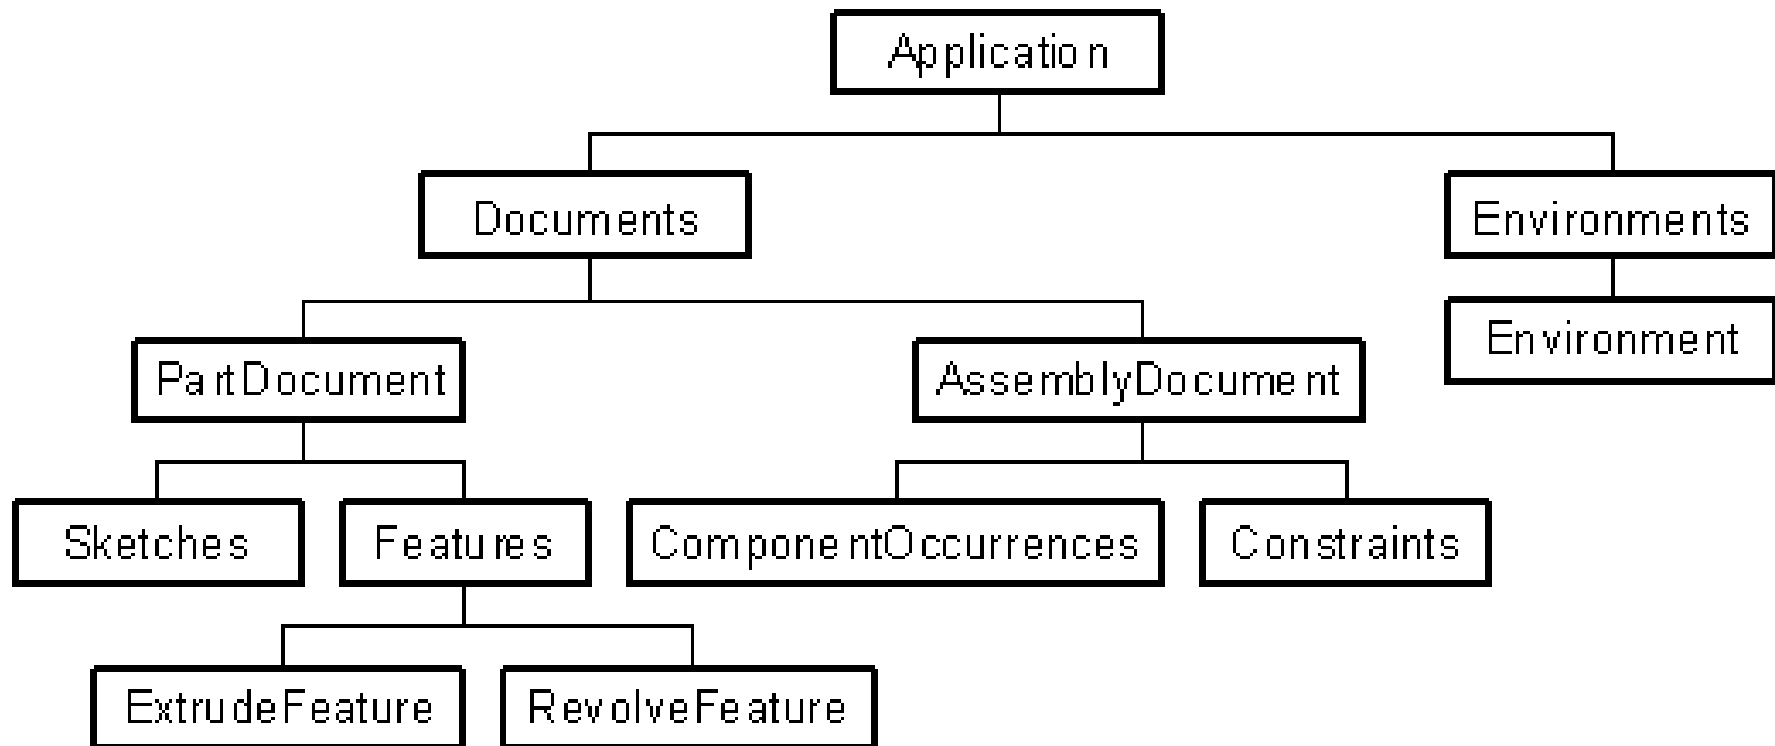 Application
Documents
Environments
Environment
PartDocument
AssemblyDocument
Sketches
Features
ComponentOccurrences
Constraints
ExtrudeFeature
RevolveFeature